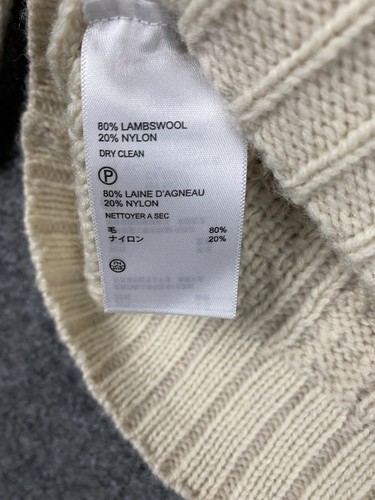 80% LAMBSWOOL
20% NYLON
DRY CLEAN
P
80% LAINE D'AGNEAU
20% NYLON
NETTOYER A SEC
毛 80%
ナイロン 20%